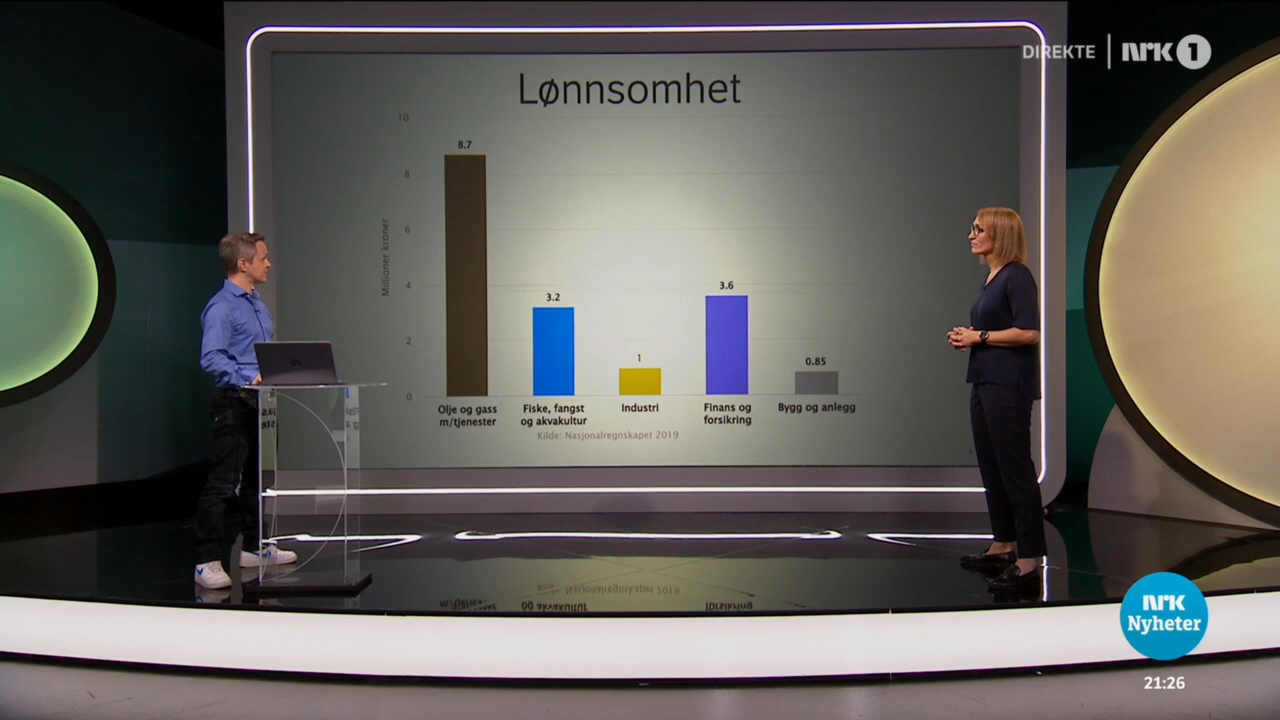 DIREKTE | NRK 1
Lønnsomhet
10
8.7
8
6
Millioner kroner
4
3.6
3.2
2
1
0.85
0
Olje og gass
m/tjenester
Fiske, fangst
og akvakultur
Industri
Finans og
forsikring
Bygg og anlegg
Kilde: Nasjonalregnskapet 2019
NRK
Nyheter
21:26